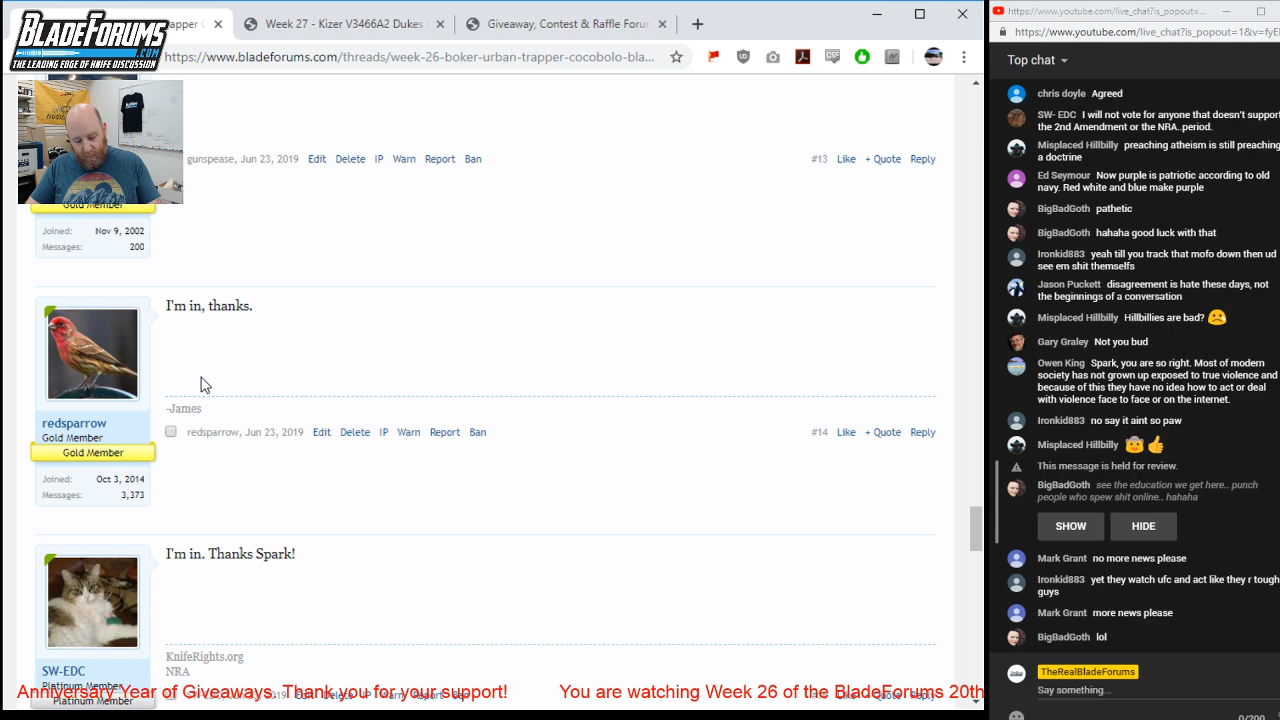 BLADEFORUMS
.COM
THE LEADING EDGE OF KNIFE DISCUSSION
Week 27 - Kizer V3466A2 Dukes
Giveaway, Contest & Raffle Forum
https://www.bladeforums.com/threads/week-26-boker-urban-trapper-cocobolo-bla...
gunspease, Jun 23, 2019 Edit Delete IP Warn Report Ban #13 Like + Quote Reply
Gold Member
Joined: Nov 9, 2002
Messages: 200
I'm in, thanks.
-James
redsparrow
Gold Member
Gold Member
redsparrow, Jun 23, 2019 Edit Delete IP Warn Report Ban #14 Like + Quote Reply
Joined: Oct 3, 2014
Messages: 3,373
I'm in. Thanks Spark!
KnifeRights.org
NRA
SW-EDC
Platinum Member
Platinum Member
Anniversary Year of Giveaways. Thank you for your support! You are watching Week 26 of the BladeForums 20th
https://www.youtube.com/live_chat?is_popout=...
https://www.youtube.com/live_chat?is_popout=1&v=fyE
Top chat
chris doyle Agreed
SW- EDC I will not vote for anyone that doesn't support
the 2nd Amendment or the NRA..period.
Misplaced Hillbilly preaching atheism is still preaching
a doctrine
Ed Seymour Now purple is patriotic according to old
navy. Red white and blue make purple
BigBadGoth pathetic
BigBadGoth hahaha good luck with that
Ironkid883 yeah till you track that mofo down then ud
see em shit themselfs
Jason Puckett disagreement is hate these days, not
the beginnings of a conversation
Misplaced Hillbilly Hillbillies are bad?
Gary Graley Not you bud
Owen King Spark, you are so right. Most of modern
society has not grown up exposed to true violence and
because of this they have no idea how to act or deal
with violence face to face or on the internet.
Ironkid883 no say it aint so paw
Misplaced Hillbilly
This message is held for review.
BigBadGoth see the education we get here.. punch
people who spew shit online.. hahaha
SHOW HIDE
Mark Grant no more news please
Ironkid883 yet they watch ufc and act like they r tough
guys
Mark Grant more news please
BigBadGoth lol
TheRealBladeForums
Say something...
0/200